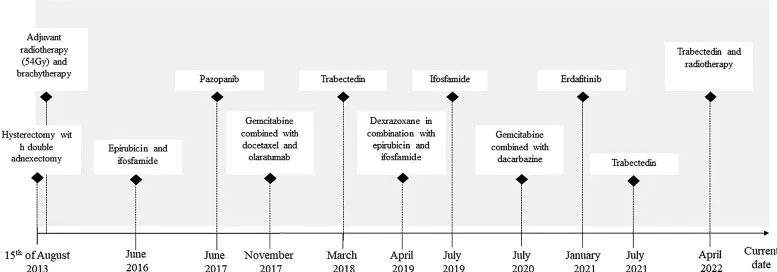 Adjuvant
radiotherapy
(54Gy) and
brachytherapy
Pazopanib
Trabectedin
Ifosfamide
Erdafitinib
Trabectedin and
radiotherapy
Hysterectomy wit
h double
adnexectomy
Epirubicin and
ifosfamide
Gemcitabine
combined with
docetaxel and
olaratumab
Dexrazoxane in
combination with
epirubicin and
ifosfamide
Gemcitabine
combined with
dacarbazine
Trabectedin
15th of August
2013
June
2016
June
2017
November
2017
March
2018
April
2019
July
2019
July
2020
January
2021
July
2021
April
2022
Current
date